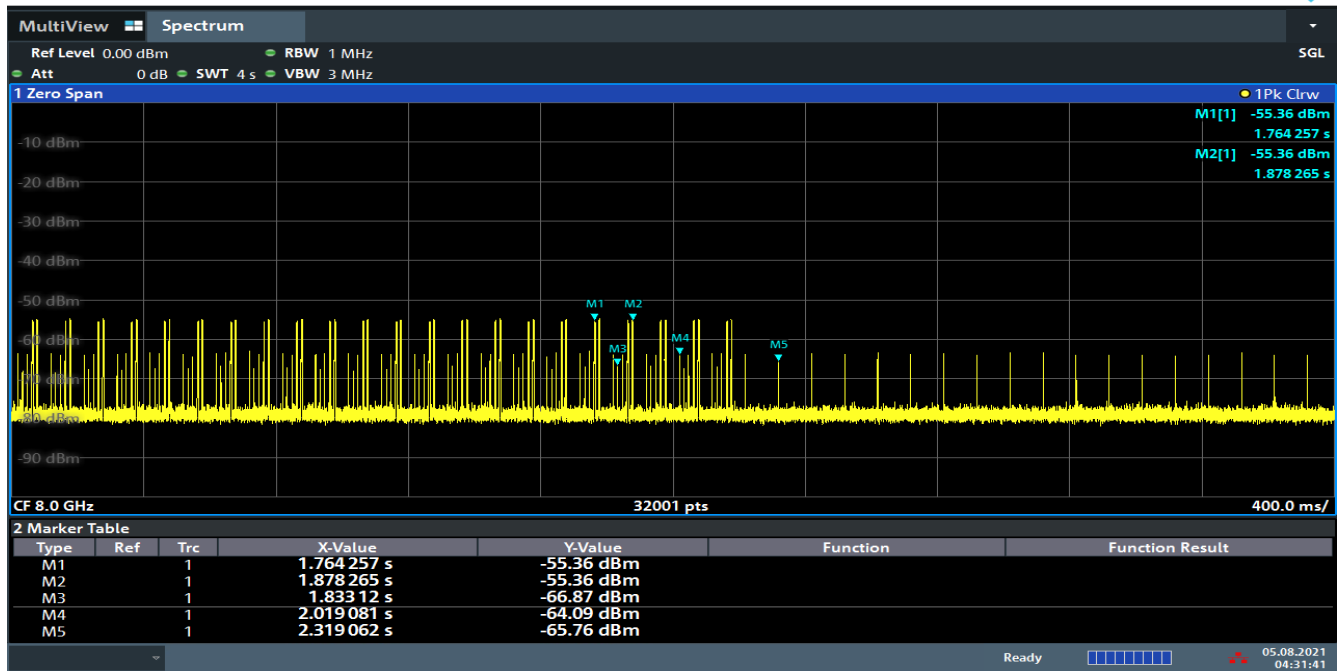 MultiView Spectrum
Ref Level 0.00 dBm RBW 1 MHz SGL
Att 0 dB SWT 4 s VBW 3 MHz
1 Zero Span 1Pk Clrw
M1[1] -55.36 dBm
1.764 257 s
M2[1] -55.36 dBm
1.878 265 s
-10 dBm
-20 dBm
-30 dBm
-40 dBm
-50 dBm
M1 M2
-60 dBm
M3 M4 M5
-70 dBm
-80 dBm
-90 dBm
CF 8.0 GHz 32001 pts 400.0 ms/
2 Marker Table
Type Ref Trc X-Value Y-Value Function Function Result
M1 1 1.764 257 s -55.36 dBm
M2 1 1.878 265 s -55.36 dBm
M3 1 1.833 12 s -66.87 dBm
M4 1 2.019 081 s -64.09 dBm
M5 1 2.319 062 s -65.76 dBm
Ready 05.08.2021
04:31:41